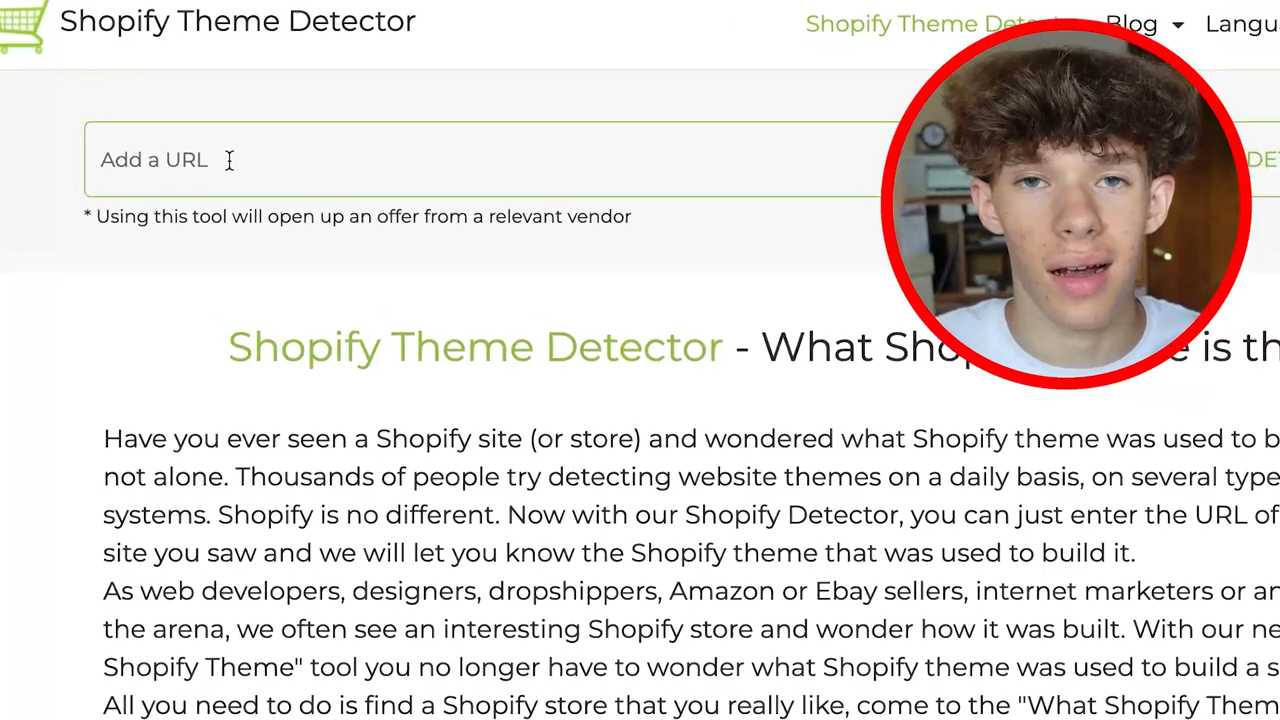 Shopify Theme Detector
Shopify Theme Blog
Add a URL
* Using this tool will open up an offer from a relevant vendor
Shopify Theme Detector - What is
Have you ever seen a Shopify site (or store) and wondered what Shopify theme was used to
not alone. Thousands of people try detecting website themes on a daily basis, on several
systems. Shopify is no different. Now with our Shopify Detector, you can just enter the URL of
site you saw and we will let you know the Shopify theme that was used to build it.
As web developers, designers, dropshippers, Amazon or Ebay sellers, internet marketers or
the arena, we often see an interesting Shopify store and wonder how it was built. With our
Shopify Theme" tool you no longer have to wonder what Shopify theme was used to build a
All you need to do is find a Shopify store that you really like, come to the "What Shopify